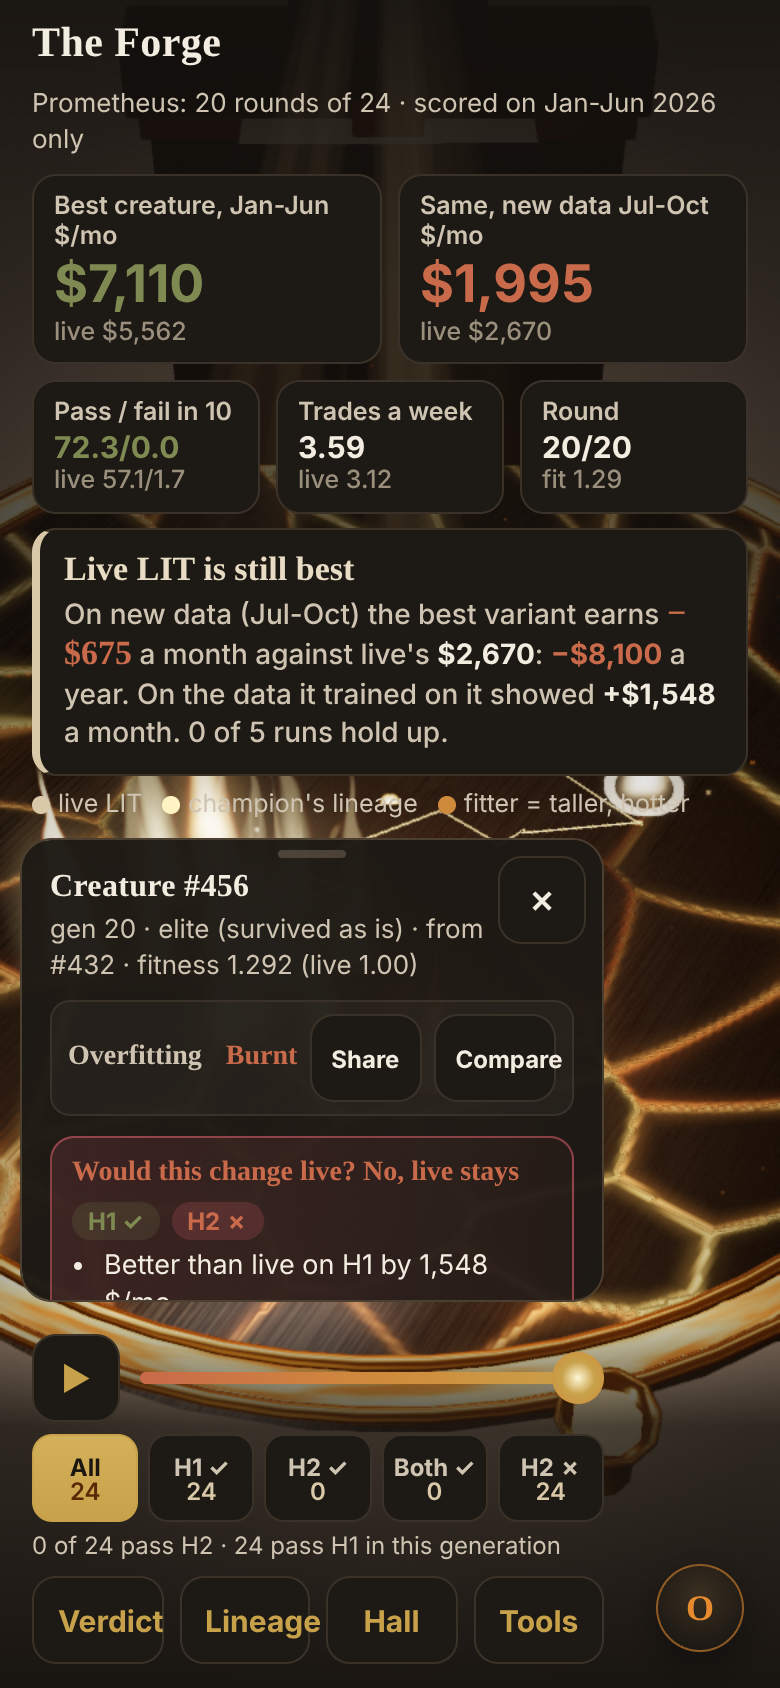 The Forge
Prometheus: 20 rounds of 24 · scored on Jan-Jun 2026
only
Best creature, Jan-Jun
$/mo
$7,110
live $5,562
Same, new data Jul-Oct
$/mo
$1,995
live $2,670
Pass / fail in 10
72.3/0.0
live 57.1/1.7
Trades a week
3.59
live 3.12
Round
20/20
fit 1.29
Live LIT is still best
On new data (Jul-Oct) the best variant earns −
$675 a month against live's $2,670: −$8,100 a
year. On the data it trained on it showed +$1,548
a month. 0 of 5 runs hold up.
live LIT champion's lineage fitter = taller, hotter
Creature #456
×
gen 20 · elite (survived as is) · from
#432 · fitness 1.292 (live 1.00)
Overfitting Burnt Share Compare
Would this change live? No, live stays
H1 ✓ H2 ×
• Better than live on H1 by 1,548
$/mo
All
24
H1 ✓
24
H2 ✓
0
Both ✓
0
H2 ×
24
0 of 24 pass H2 · 24 pass H1 in this generation
Verdict Lineage Hall Tools
O